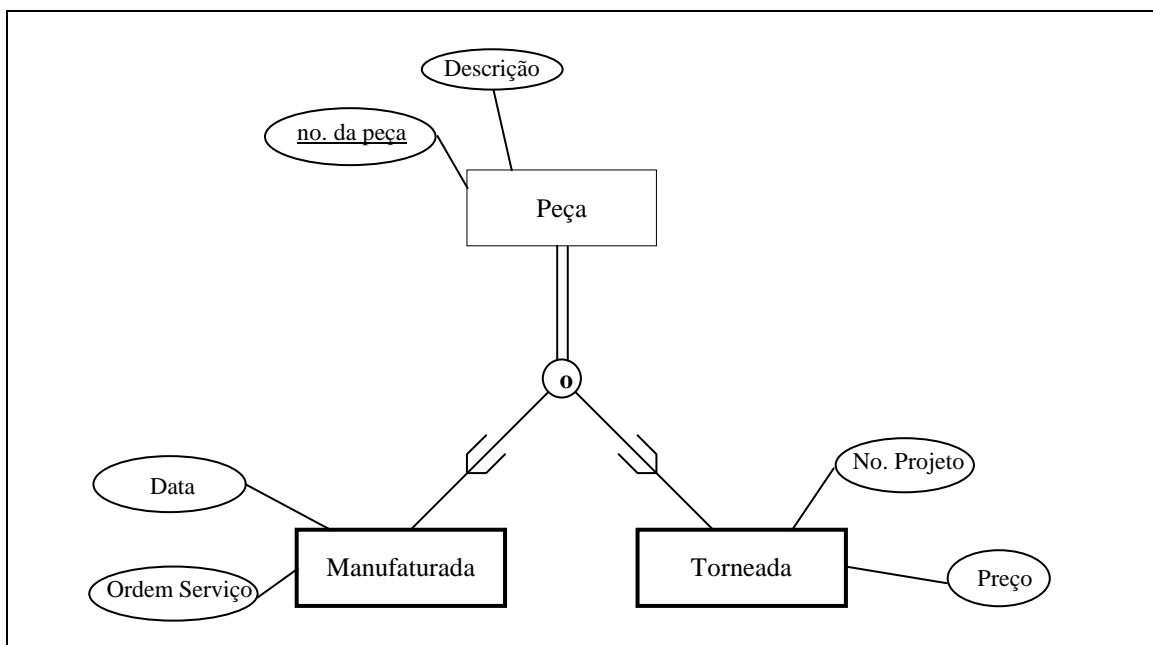 Descrição
no. da peça
Peça
o
No. Projeto
Data
Manufaturada
Torneada
Ordem Serviço
Preço